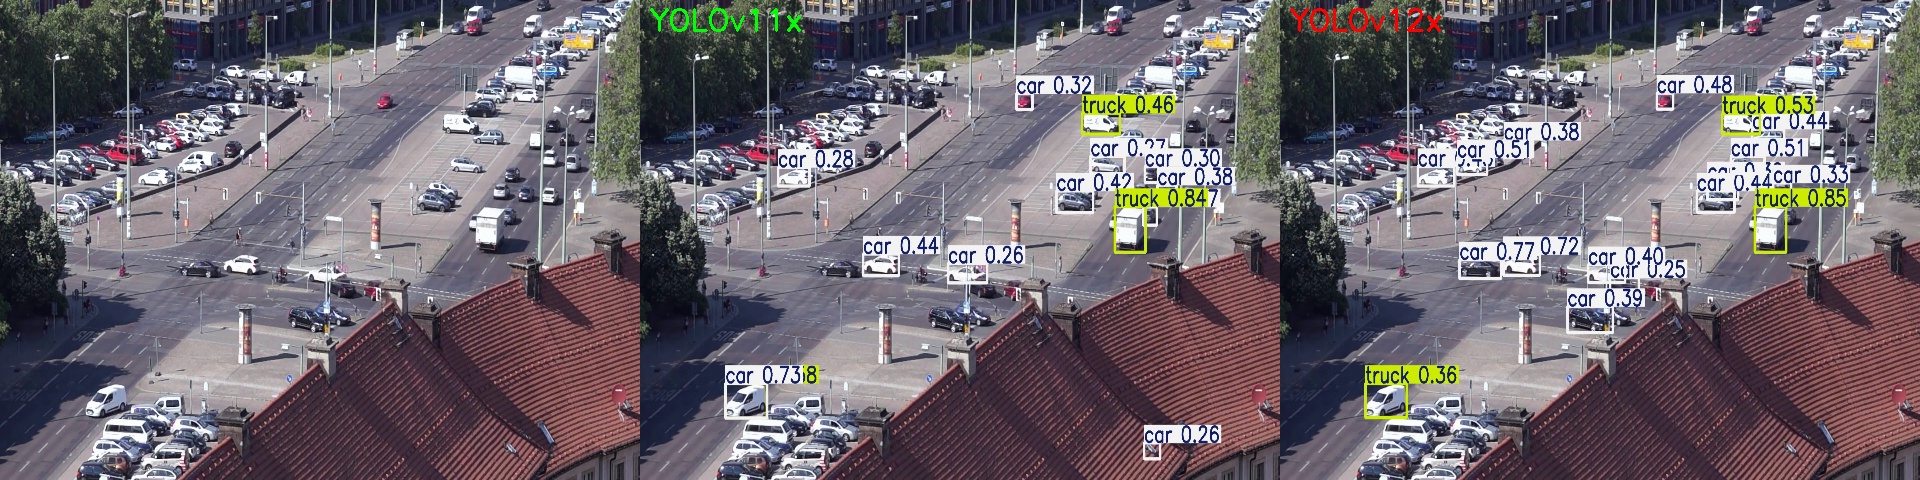 YOLOv11x
YOLOv12x
car 0.32
truck 0.46
car 0.28
car 0.27
car 0.30
car 0.38
car 0.42
truck 0.847
car 0.44
car 0.26
car 0.738
car 0.26
car 0.48
truck 0.53
0.44
car 0.38
car
0.51
car 0.51
car 0.33
car 0.44
truck 0.85
car 0.77
0.72
car 0.40
car 0.25
car 0.39
truck 0.36